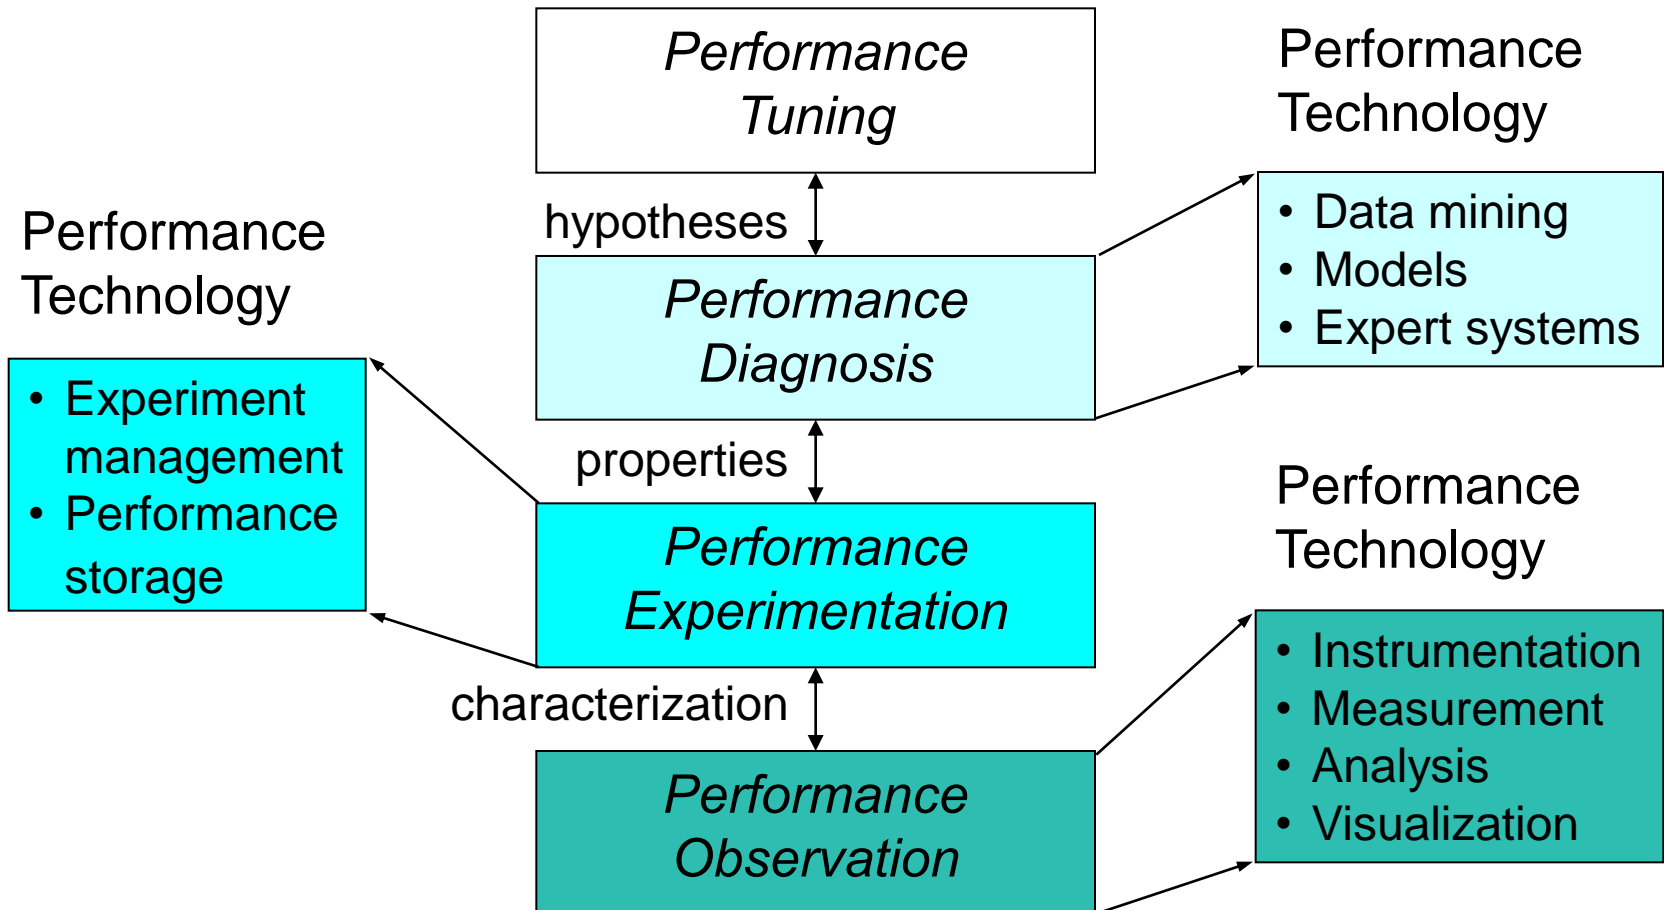 Performance
Tuning
Performance
Technology
hypotheses
• Data mining
• Models
• Expert systems
Performance
Technology
Performance
Diagnosis
• Experiment
management
• Performance
storage
properties
Performance
Experimentation
Performance
Technology
characterization
• Instrumentation
• Measurement
• Analysis
• Visualization
Performance
Observation